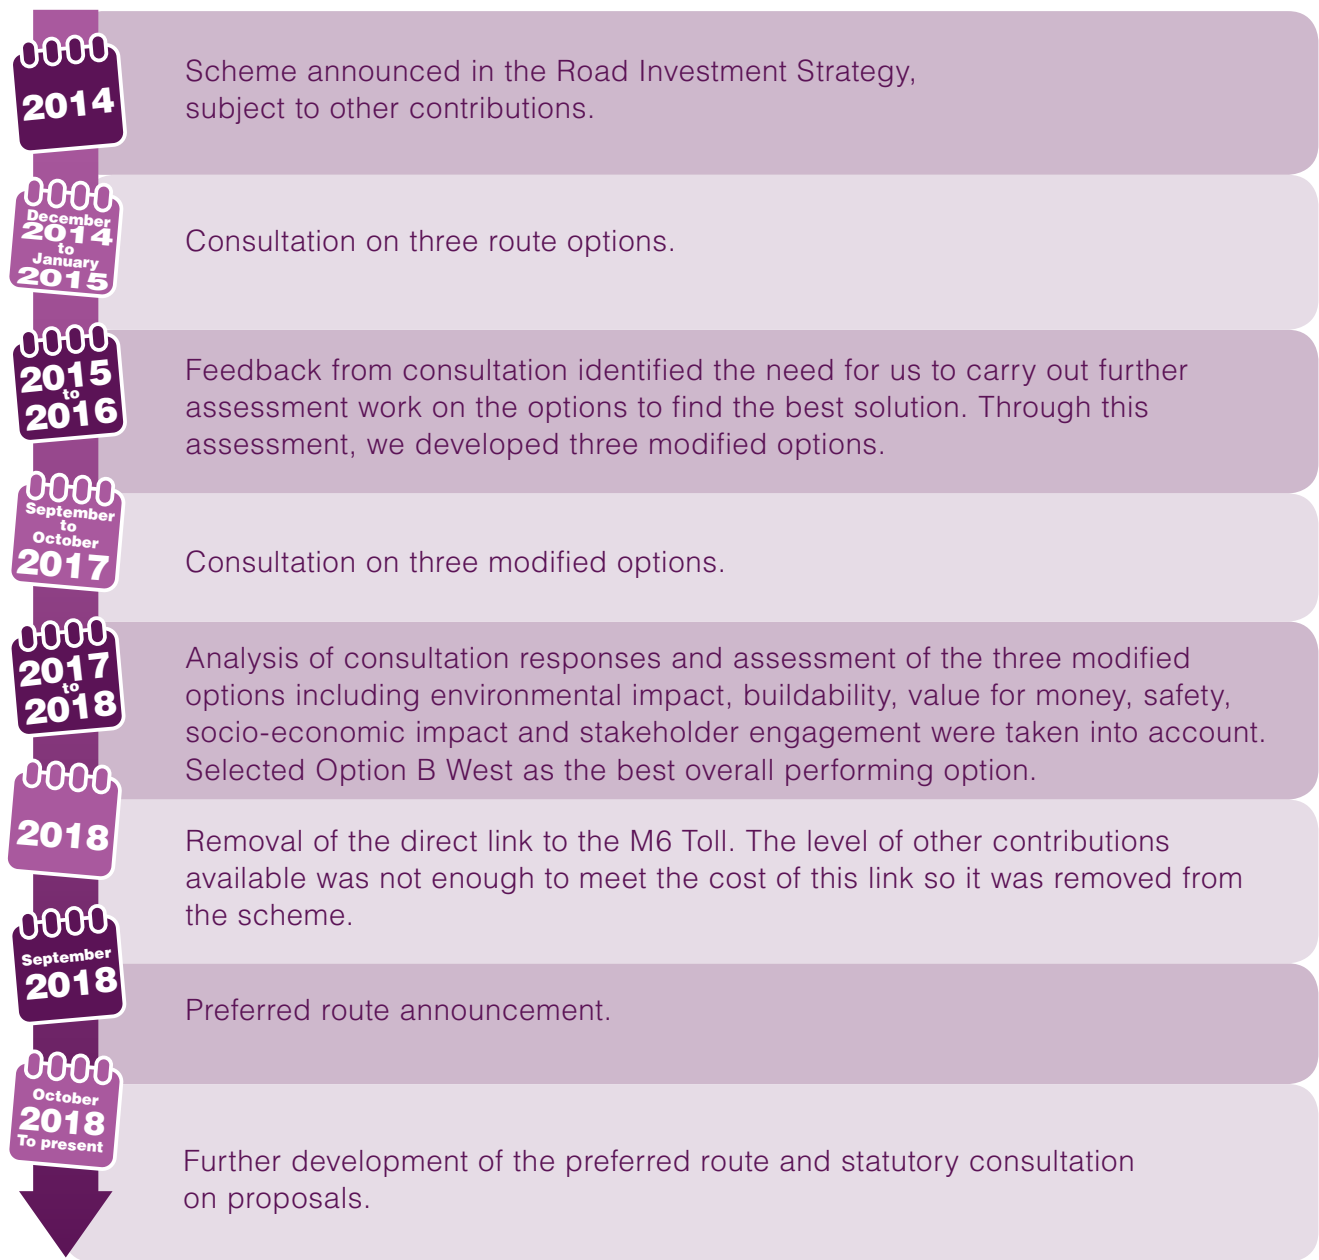 2014
Scheme announced in the Road Investment Strategy,
subject to other contributions.
December
2014
to
January
2015
Consultation on three route options.
2015
to
2016
Feedback from consultation identified the need for us to carry out further
assessment work on the options to find the best solution. Through this
assessment, we developed three modified options.
September
to
October
2017
Consultation on three modified options.
2017
to
2018
Analysis of consultation responses and assessment of the three modified
options including environmental impact, buildability, value for money, safety,
socio-economic impact and stakeholder engagement were taken into account.
Selected Option B West as the best overall performing option.
2018
Removal of the direct link to the M6 Toll. The level of other contributions
available was not enough to meet the cost of this link so it was removed from
the scheme.
September
2018
Preferred route announcement.
October
2018
To present
Further development of the preferred route and statutory consultation
on proposals.